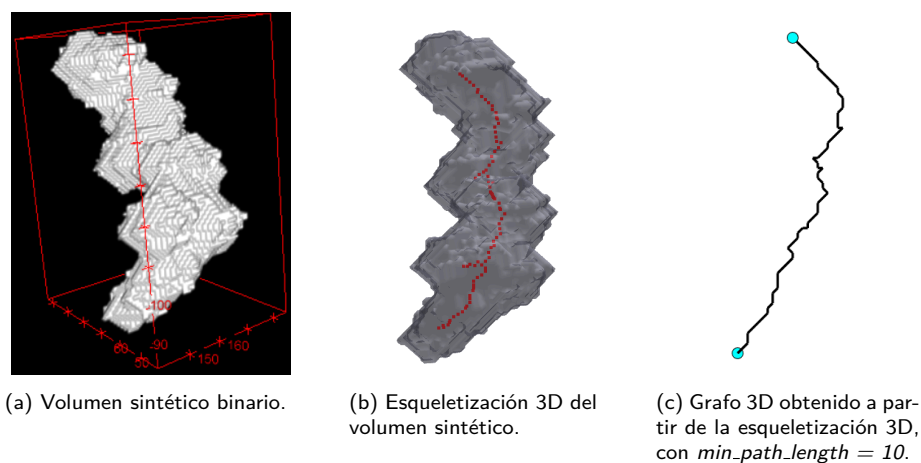 100
-90
60
50
150
160
(a) Volumen sintético binario.
(b) Esqueletización 3D del
volumen sintético.
(c) Grafo 3D obtenido a par-
tir de la esqueletización 3D,
con min_path_length = 10.